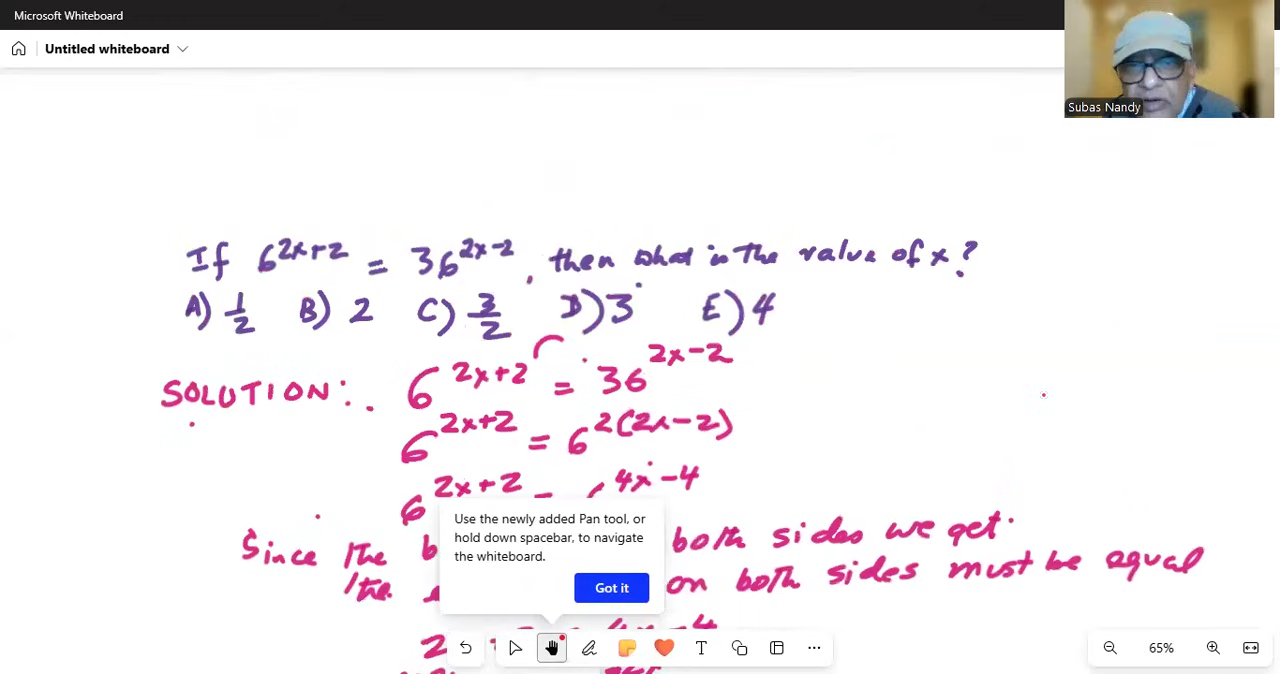 Microsoft Whiteboard
Untitled whiteboard
Subas Nandy
If 6^{2x+2} = 36^{2x-2}, then what is the value of x?
A) 1/2 B) 2 C) 3/2 D) 3 E) 4
SOLUTION: 6^{2x+2} = 36^{2x-2}
6^{2x+2} = 6^{2(2x-2)}
6^{2x+2} = 6^{4x-4}
Since the both sides we get
the on both sides must be equal
Use the newly added Pan tool, or
hold down spacebar, to navigate
the whiteboard.
Got it
65%